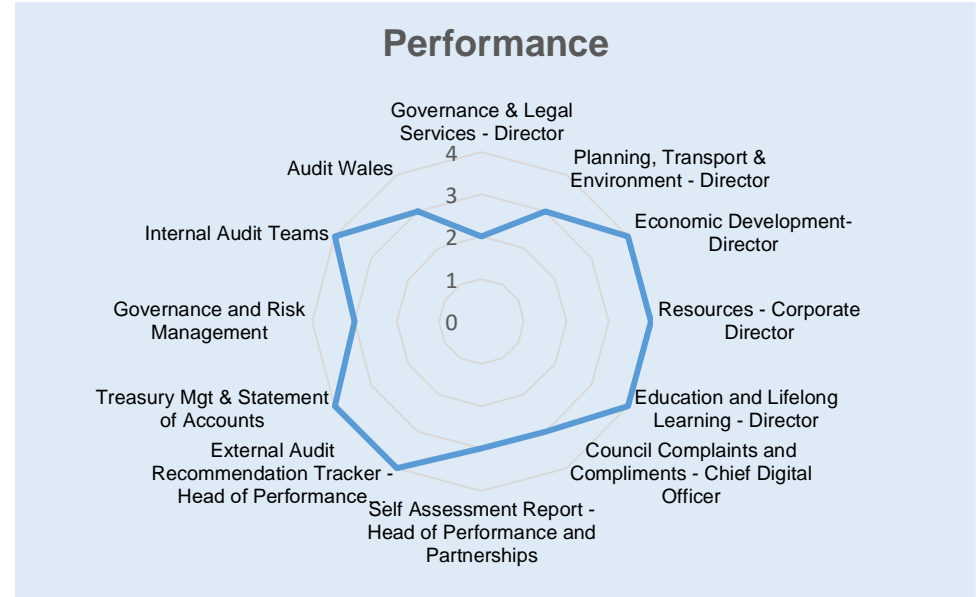 Performance
Governance & Legal
Services - Director
Planning, Transport &
Environment - Director
Economic Development-
Director
Resources - Corporate
Director
Education and Lifelong
Learning - Director
Council Complaints and
Compliments - Chief Digital
Officer
Self Assessment Report -
Head of Performance and
Partnerships
External Audit
Recommendation Tracker -
Head of Performance…
Treasury Mgt & Statement
of Accounts
Governance and Risk
Management
Internal Audit Teams
Audit Wales
4
3
2
1
0